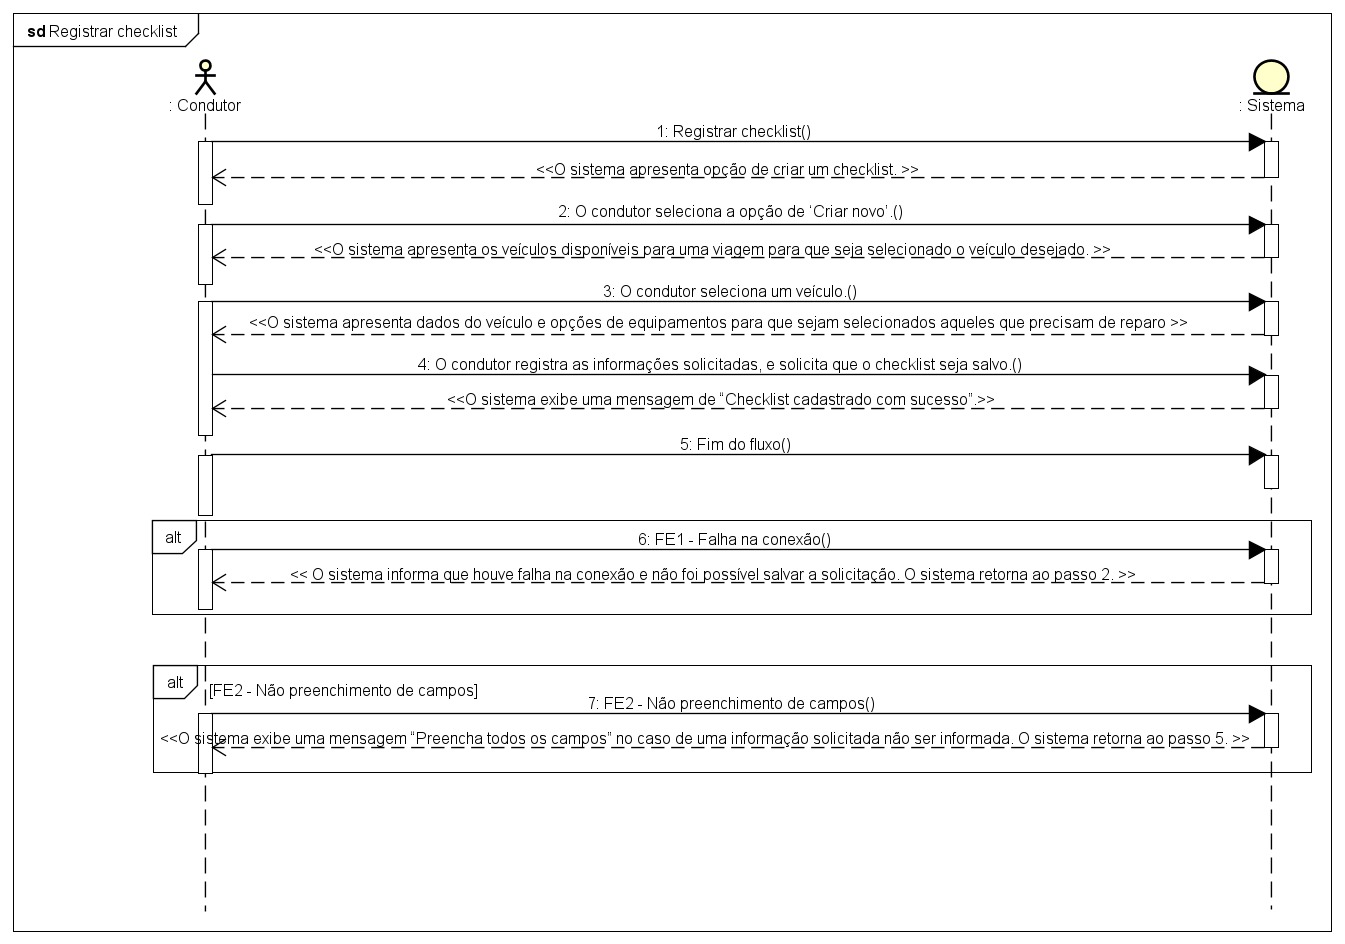 sd Registrar checklist
: Condutor
: Sistema
1: Registrar checklist()
<<O sistema apresenta opção de criar um checklist. >>
2: O condutor seleciona a opção de ‘Criar novo’.()
<<O sistema apresenta os veículos disponíveis para uma viagem para que seja selecionado o veículo desejado. >>
3: O condutor seleciona um veículo.()
<<O sistema apresenta dados do veículo e opções de equipamentos para que sejam selecionados aqueles que precisam de reparo >>
4: O condutor registra as informações solicitadas, e solicita que o checklist seja salvo.()
<<O sistema exibe uma mensagem de “Checklist cadastrado com sucesso”.>>
5: Fim do fluxo()
alt
6: FE1 - Falha na conexão()
<< O sistema informa que houve falha na conexão e não foi possível salvar a solicitação. O sistema retorna ao passo 2. >>
alt
[FE2 - Não preenchimento de campos]
7: FE2 - Não preenchimento de campos()
<<O sistema exibe uma mensagem “Preencha todos os campos” no caso de uma informação solicitada não ser informada. O sistema retorna ao passo 5. >>